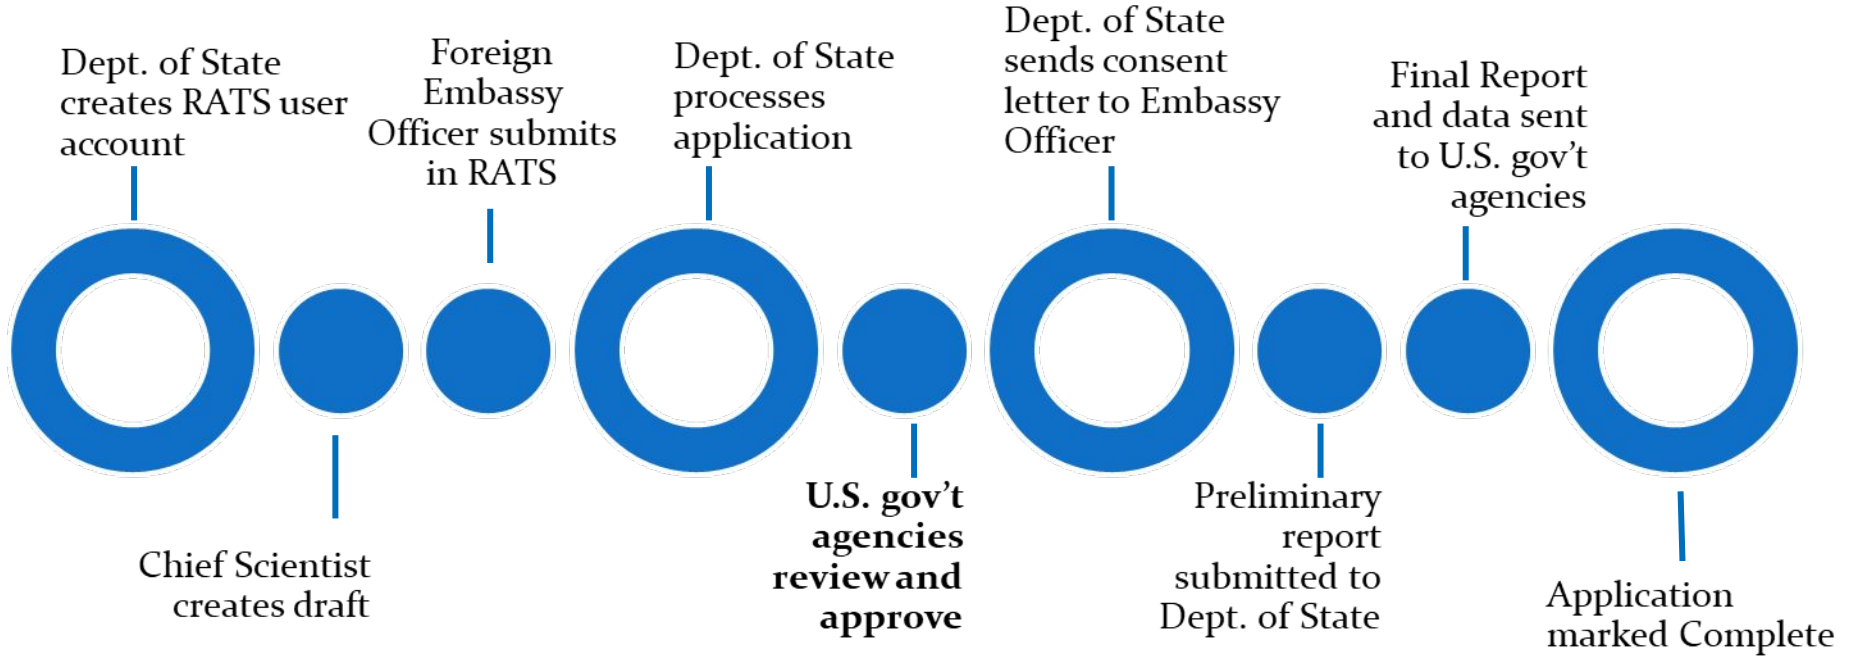 Dept. of State
creates RATS user
account
Chief Scientist
creates draft
Foreign
Embassy
Officer submits
in RATS
Dept. of State
processes
application
U.S. gov’t
agencies
review and
approve
Dept. of State
sends consent
letter to Embassy
Officer
Preliminary
report
submitted to
Dept. of State
Final Report
and data sent
to U.S. gov’t
agencies
Application
marked Complete